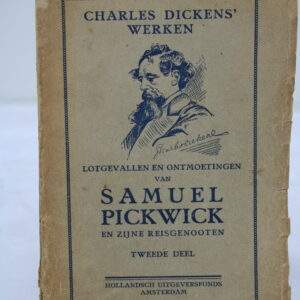 CHARLES DICKENS'
WERKEN
LOTGEVALLEN EN ONTMOETINGEN
VAN
SAMUEL
PICKWICK
EN ZIJNE REISGENOOTEN
TWEEDE DEEL
HOLLANDSCH UITGEVERSFONDS
AMSTERDAM